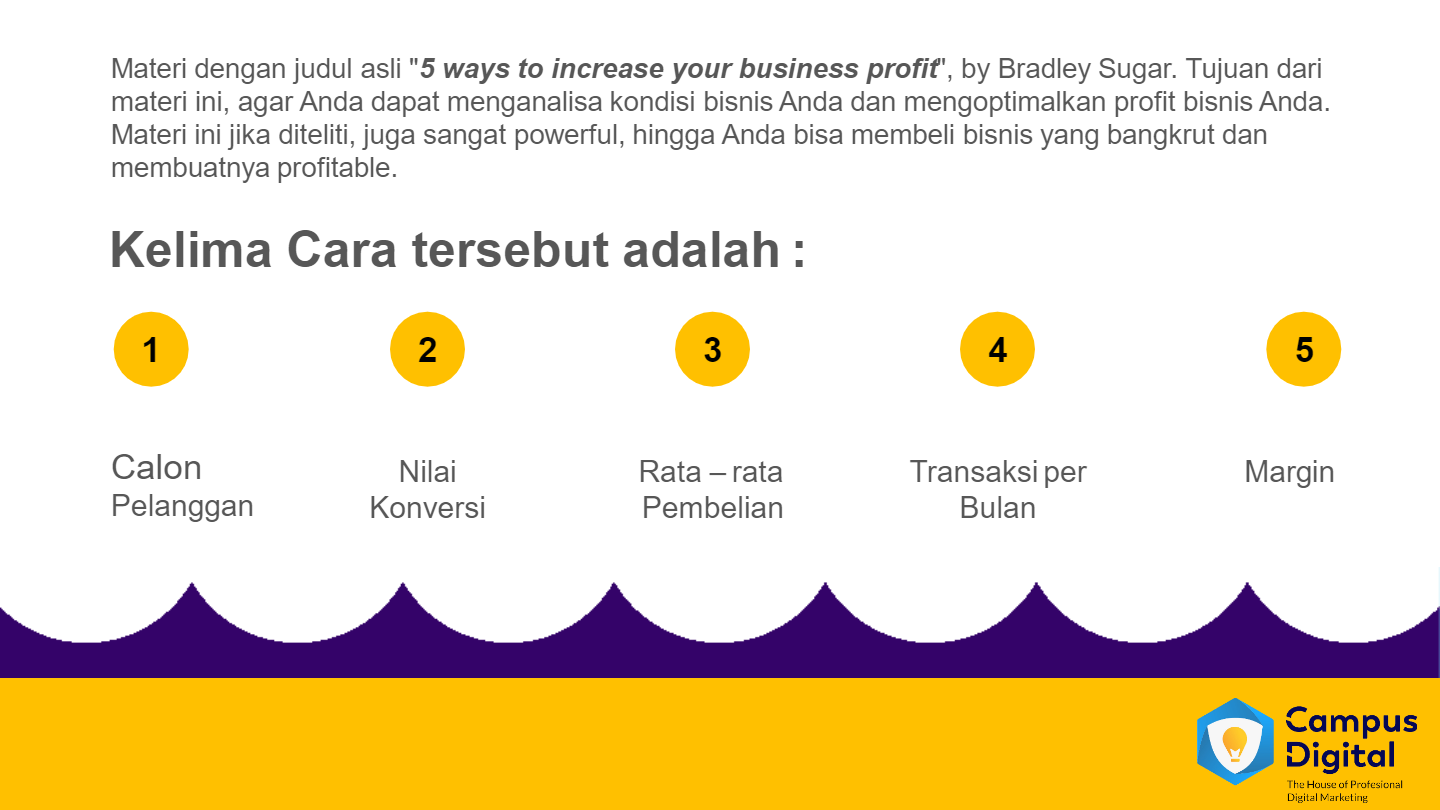 Materi dengan judul asli "5 ways to increase your business profit", by Bradley Sugar. Tujuan dari
materi ini, agar Anda dapat menganalisa kondisi bisnis Anda dan mengoptimalkan profit bisnis Anda.
Materi ini jika diteliti, juga sangat powerful, hingga Anda bisa membeli bisnis yang bangkrut dan
membuatnya profitable.
Kelima Cara tersebut adalah :
1
Calon
Pelanggan
2
Nilai
Konversi
3
Rata – rata
Pembelian
4
Transaksi per
Bulan
5
Margin
Campus
Digital
The House of Profesional
Digital Marketing